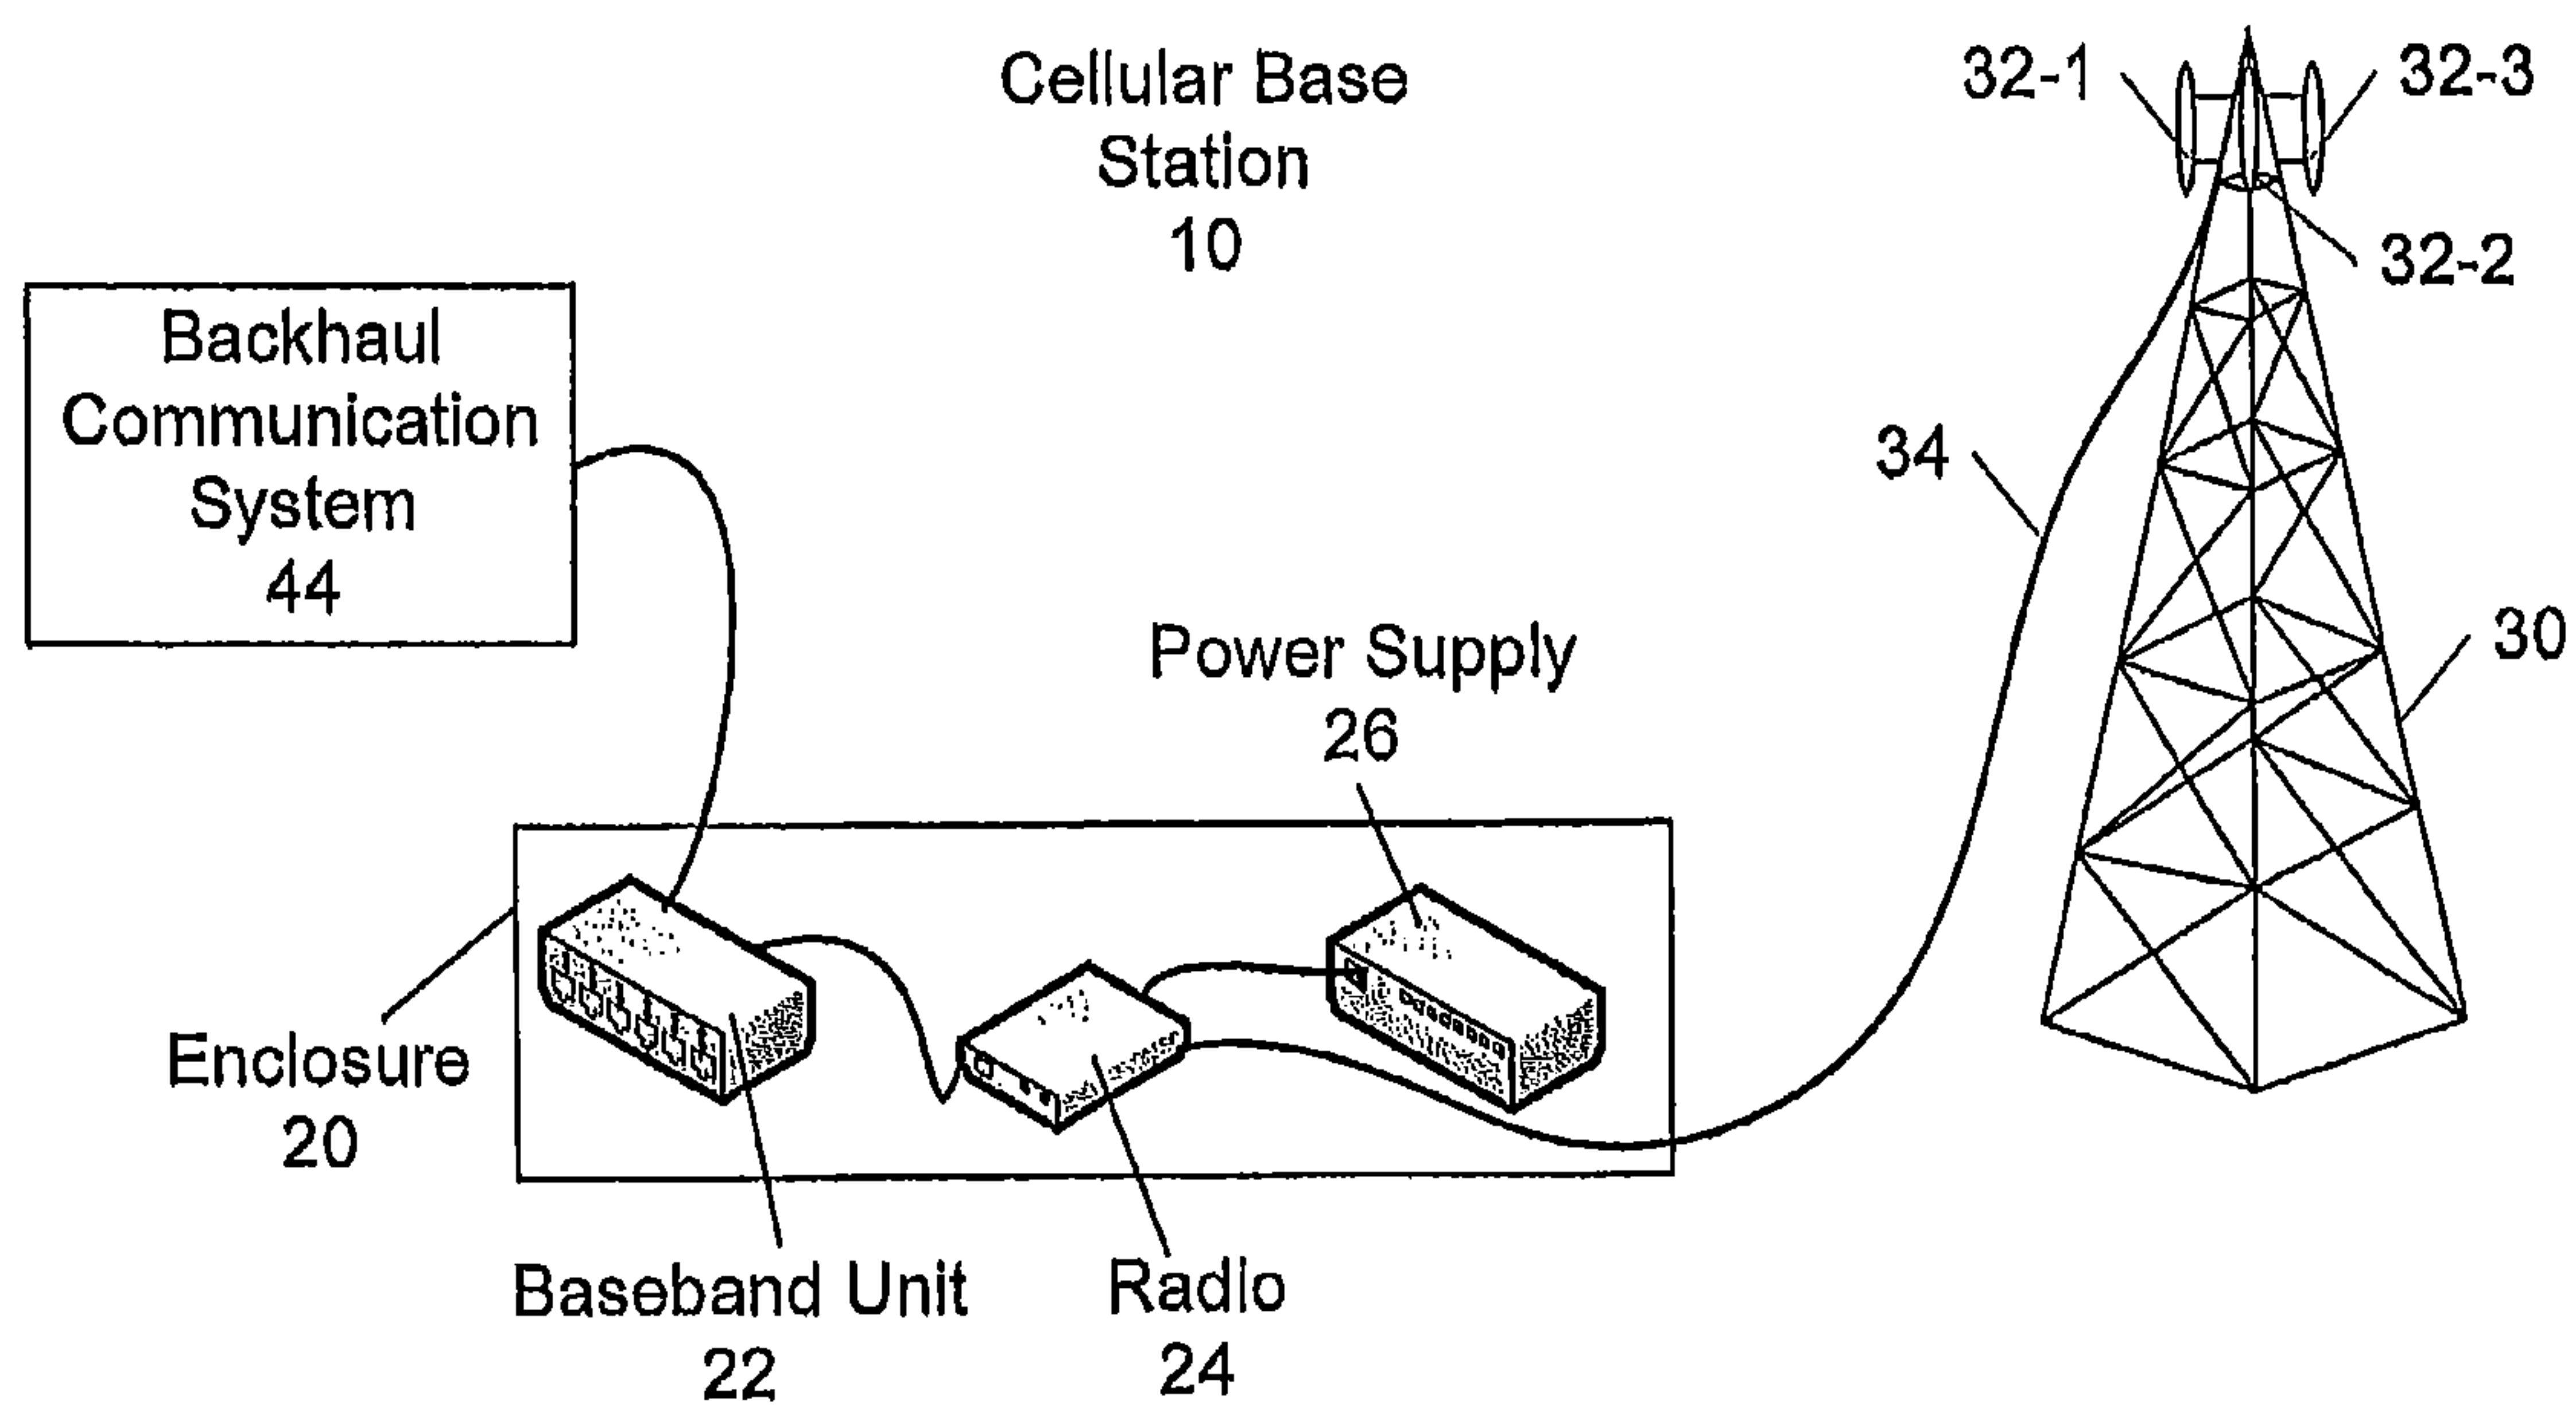 Cellular Base
Station
10
32-1
32-3
32-2
Backhaul
Communication
System
44
34
Power Supply
26
30
Enclosure
20
Baseband Unit
22
Radio
24